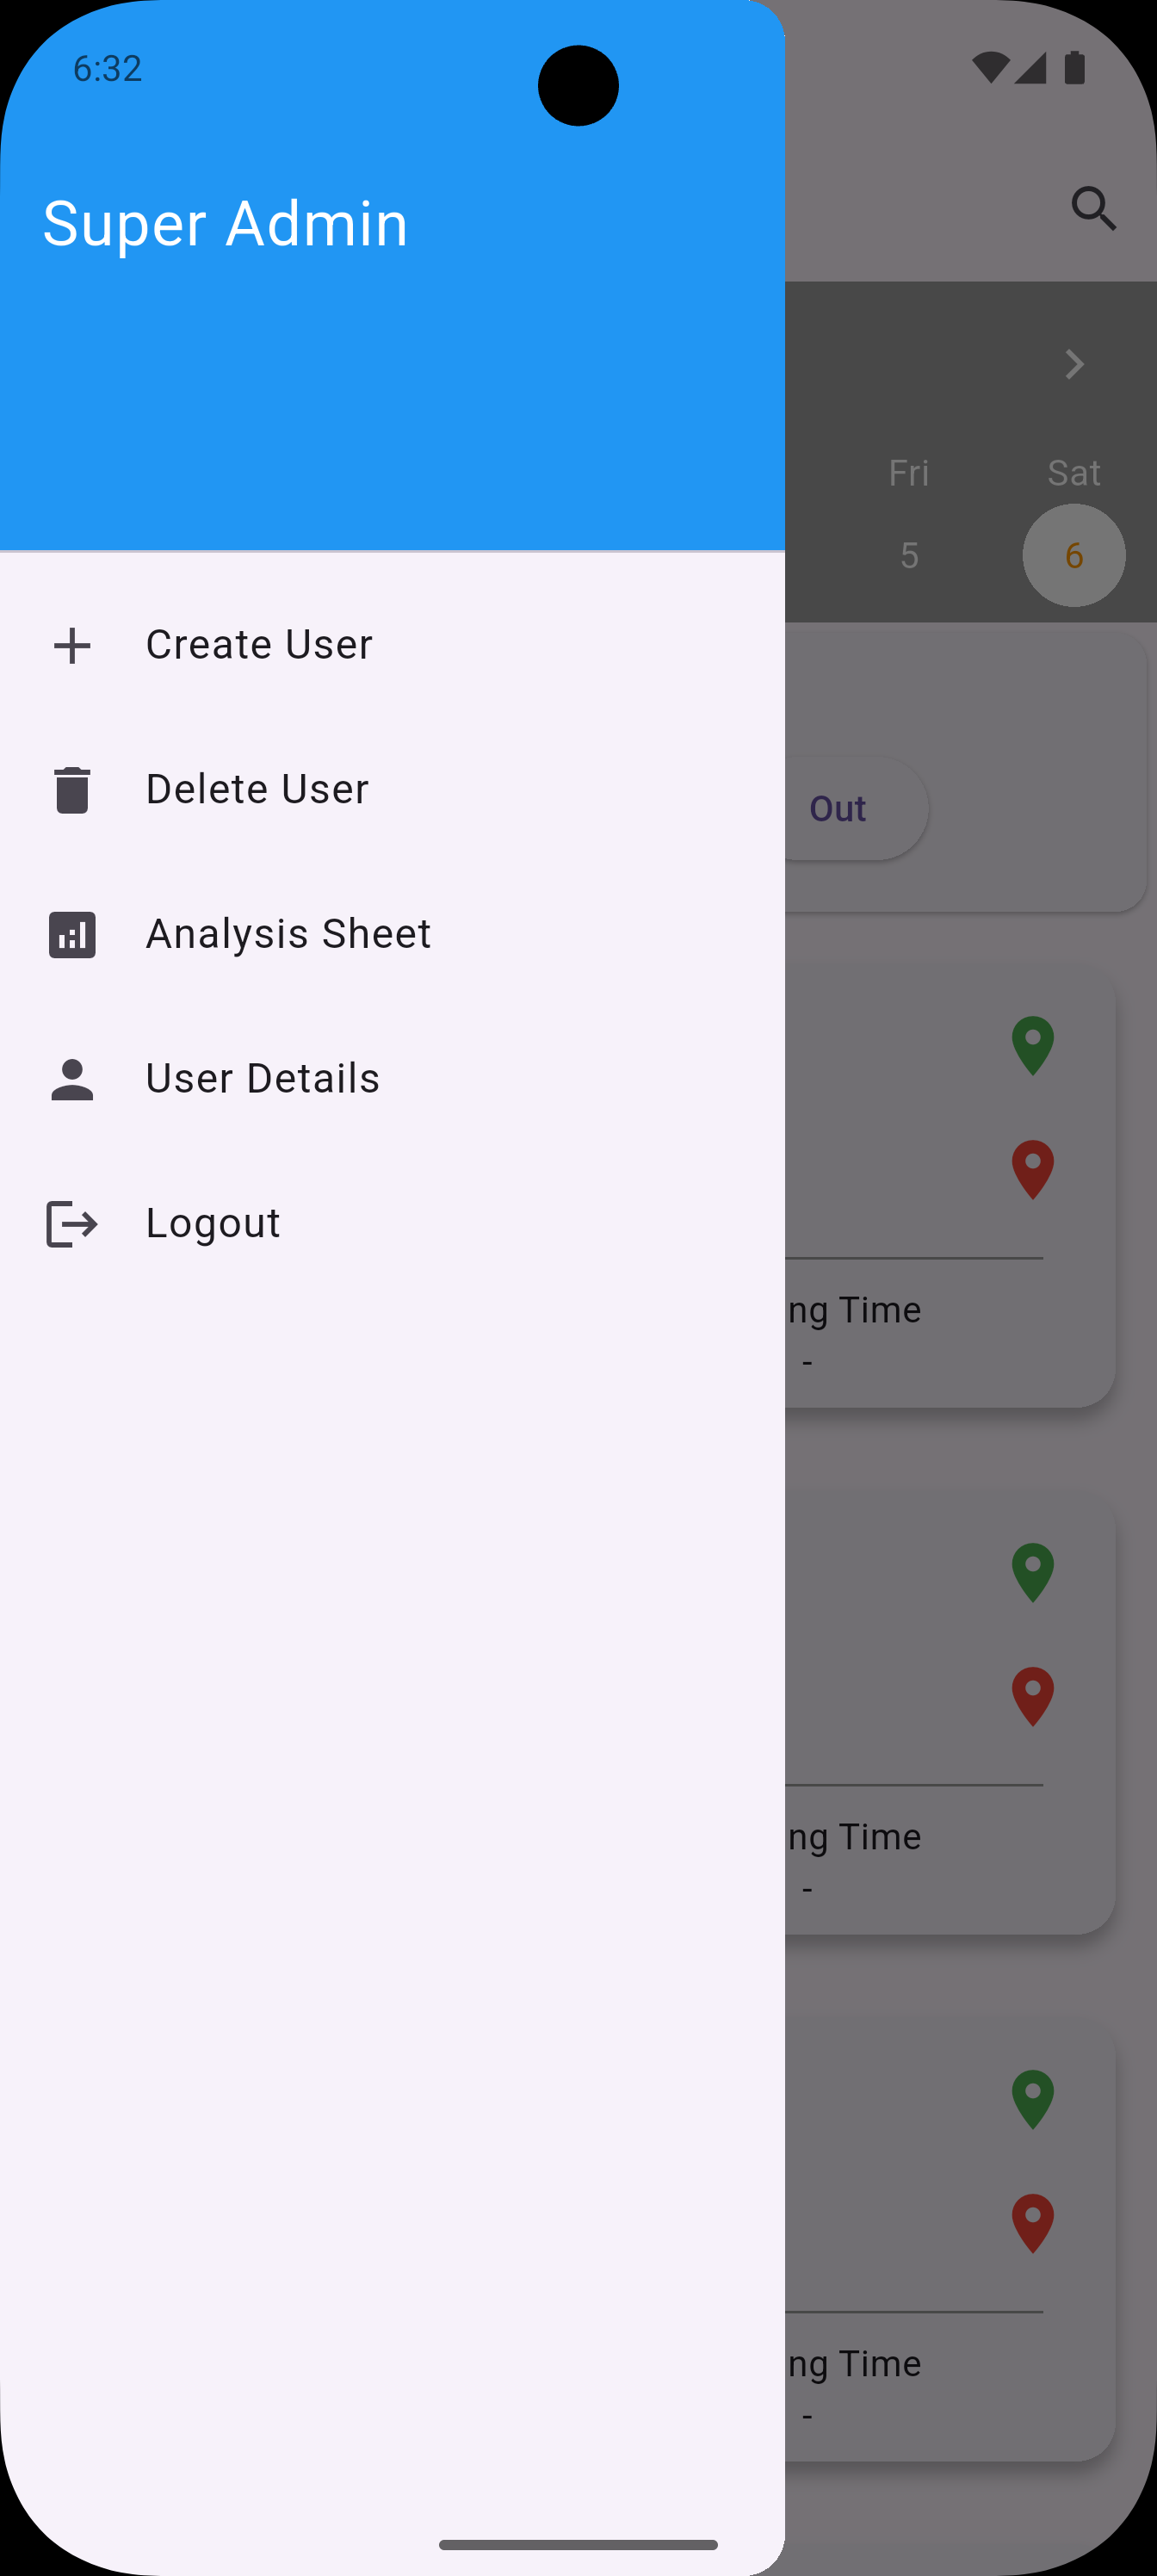 6:32
Super Admin
Fri
Sat
5
6
Create User
Delete User
Out
Analysis Sheet
User Details
Logout
ng Time
-
ng Time
-
ng Time
-